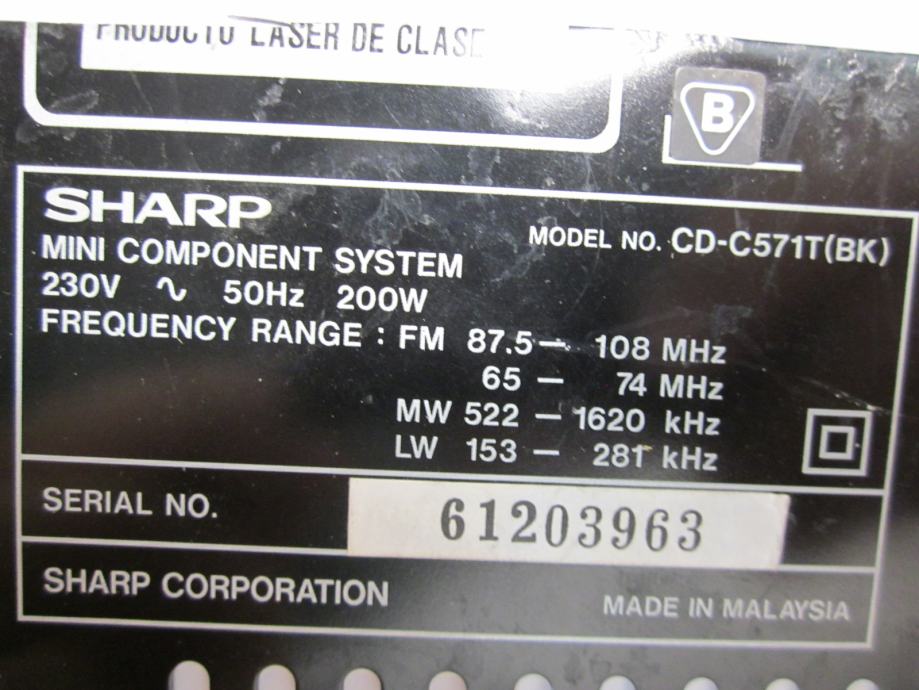 PRODUCTO LASER DE CLASE
B
SHARP
MODEL NO. CD-C571T(BK)
MINI COMPONENT SYSTEM
230V ∿ 50Hz 200W
FREQUENCY RANGE : FM 87.5 — 108 MHz
65 — 74 MHz
MW 522 — 1620 kHz
LW 153 — 281 kHz
SERIAL NO. 61203963
SHARP CORPORATION
MADE IN MALAYSIA